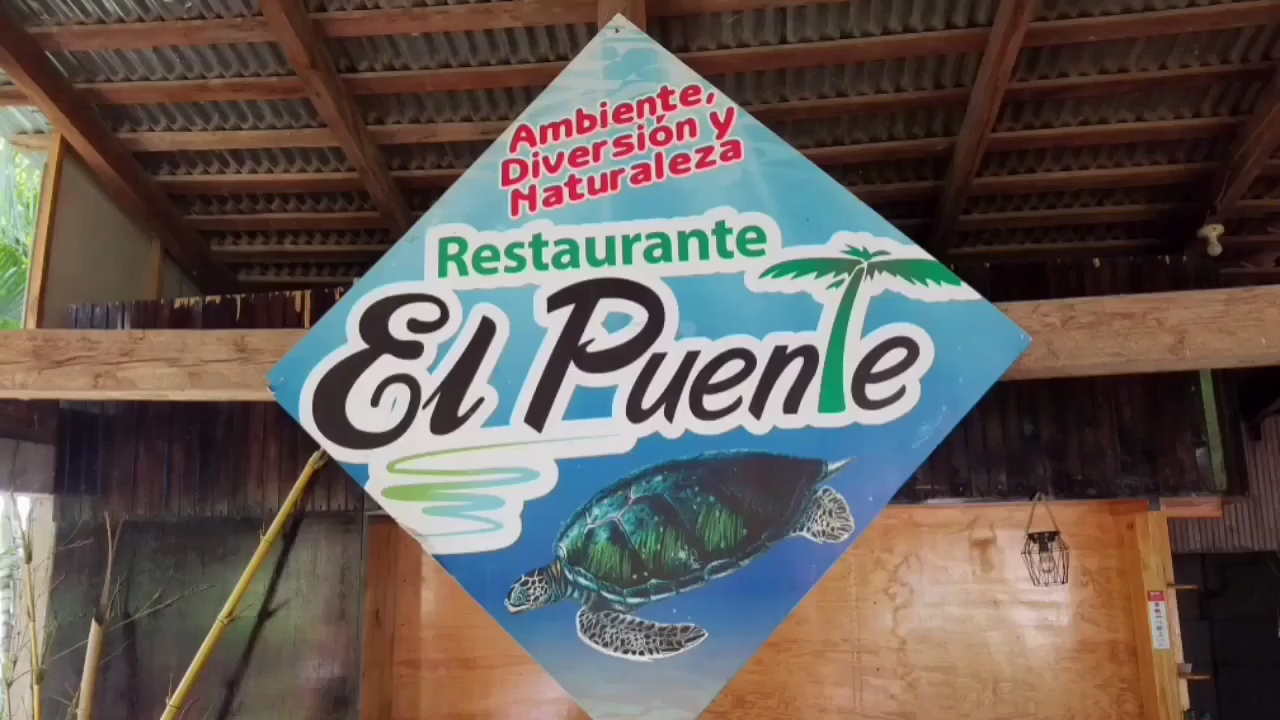 Ambiente,
Diversión y
Naturaleza
Restaurante
El Puente